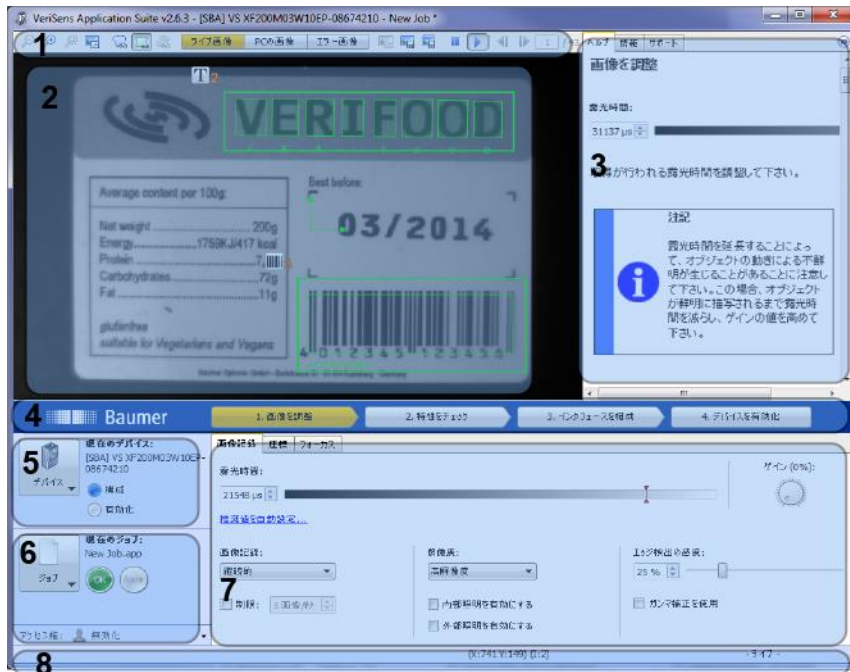 VeriSens Application Suite v2.6.3 - [SBA] VS XF200M03W10EP-08674210 - New Job *
1
ライブ画像 PCの画像 エラー画像
ヘルプ 情報 サポート
2
T 2
VERIFOOD
Average content per 100g:
Net weight 200g
Energy 1759KJ/417 kcal
Protein 7,
Carbohydrates 72g
Fat 11g
glutenfree
suitable for Vegetarians and Vegans
Best before:
03/2014
4 012345 123456
画像を調整
露光時間:
31137 µs
3
が行われる露光時間を調整して下さい。
注記
露光時間を延長することによっ
て、オブジェクトの動きによる不鮮
明が生じることがあることに注意し
て下さい。この場合、オブジェクト
が鮮明に描写されるまで露光時
間を減らし、ゲインの値を高めて
下さい。
4
Baumer
1. 画像を調整
2. 特性をチェック
3. インタフェースを構成
4. デバイスを有効化
5
デバイス
現在のデバイス:
[SBA] VS XF200M03W10EP-
08674210
構成
有効化
6
ジョブ
現在のジョブ:
New Job.app
アクセス権: 無効化
画像記録 座標 フォーカス
露光時間:
21548 µs
ゲイン (0%):
推奨値を自動設定...
画像記録:
継続的
7
制限:
解像度:
高解像度
内部照明を有効にする
外部照明を有効にする
エッジ検出の感度:
25 %
ガンマ補正を使用
8
(X:741 Y:149) (I:2)
- ライブ -